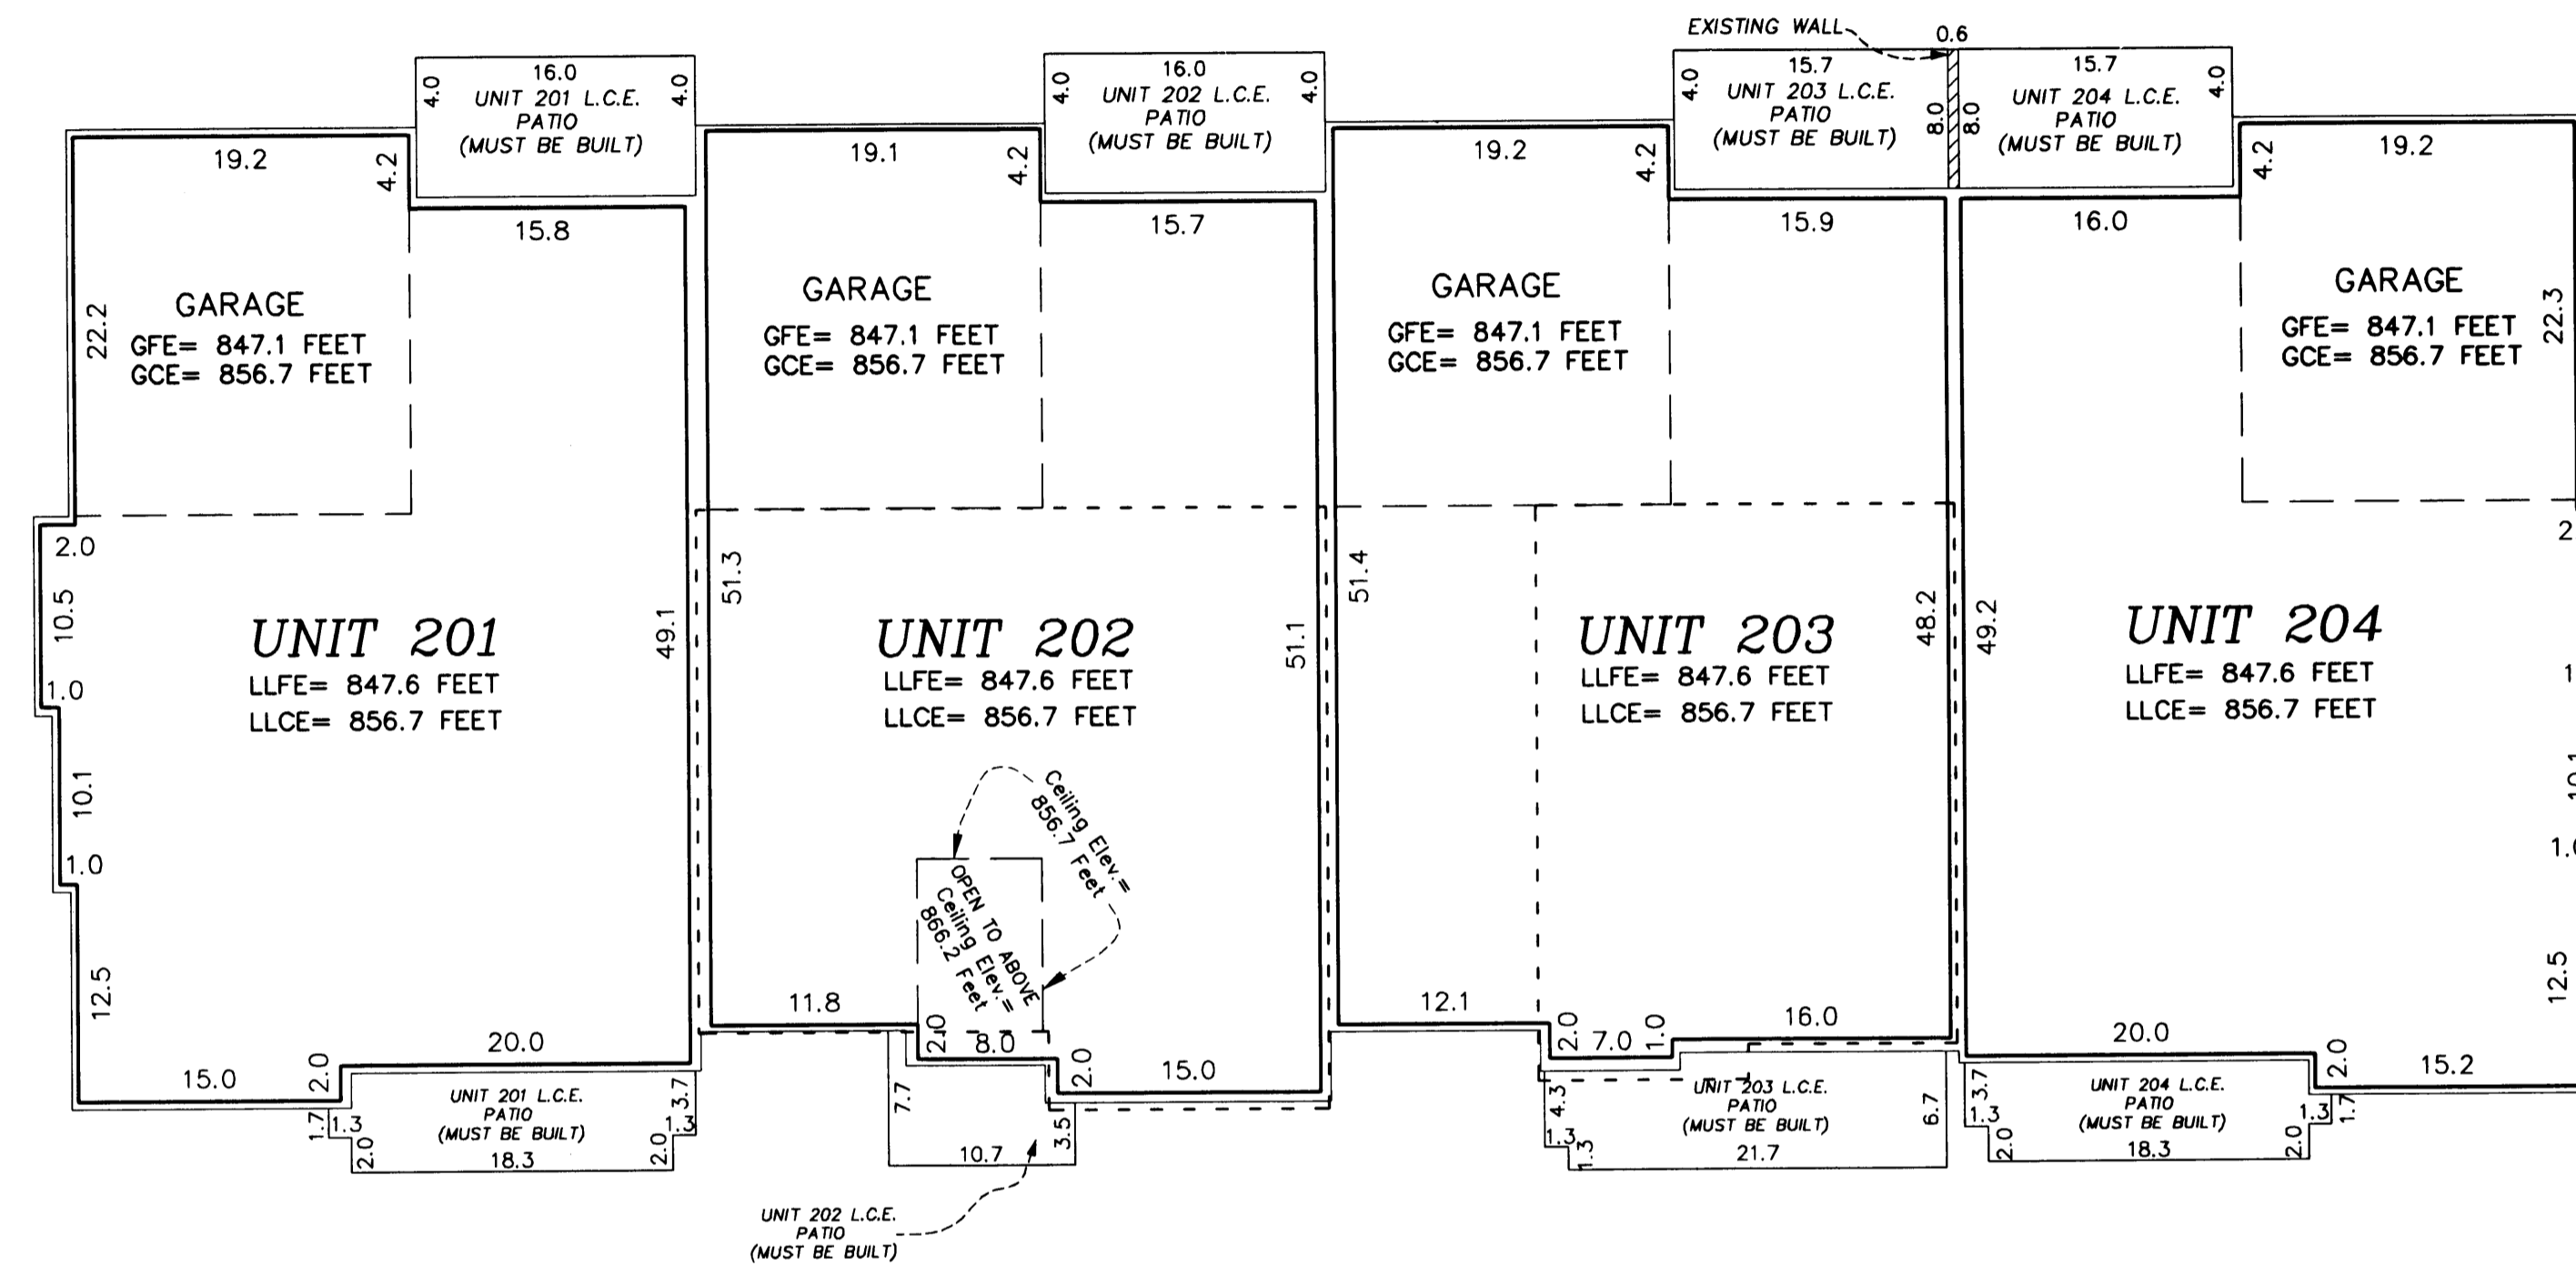 EXISTING WALL
0.6
4.0
16.0
4.0
UNIT 201 L.C.E.
PATIO
(MUST BE BUILT)
4.0
16.0
4.0
UNIT 202 L.C.E.
PATIO
(MUST BE BUILT)
4.0
15.7
UNIT 203 L.C.E.
PATIO
(MUST BE BUILT)
8.0
8.0
15.7
4.0
UNIT 204 L.C.E.
PATIO
(MUST BE BUILT)
19.2
4.2
15.8
19.1
4.2
15.7
19.2
4.2
15.9
16.0
4.2
19.2
22.2
GARAGE
GFE= 847.1 FEET
GCE= 856.7 FEET
GARAGE
GFE= 847.1 FEET
GCE= 856.7 FEET
GARAGE
GFE= 847.1 FEET
GCE= 856.7 FEET
GARAGE
GFE= 847.1 FEET
GCE= 856.7 FEET
22.3
2.0
10.5
1.0
10.1
1.0
12.5
UNIT 201
LLFE= 847.6 FEET
LLCE= 856.7 FEET
49.1
51.3
UNIT 202
LLFE= 847.6 FEET
LLCE= 856.7 FEET
51.1
51.4
UNIT 203
LLFE= 847.6 FEET
LLCE= 856.7 FEET
48.2
49.2
UNIT 204
LLFE= 847.6 FEET
LLCE= 856.7 FEET
2
1
10.1
1.0
12.5
Ceiling Elev.=
856.7 Feet
OPEN TO ABOVE
Ceiling Elev.=
866.2 Feet
15.0
2.0
20.0
11.8
2.0
8.0
2.0
15.0
12.1
2.0
7.0
1.0
16.0
20.0
2.0
15.2
1.7
1.3
2.0
UNIT 201 L.C.E.
PATIO
(MUST BE BUILT)
18.3
3.7
1.3
2.0
7.7
10.7
3.5
UNIT 202 L.C.E.
PATIO
(MUST BE BUILT)
4.3
1.3
1.3
UNIT 203 L.C.E.
PATIO
(MUST BE BUILT)
21.7
6.7
3.7
1.3
2.0
UNIT 204 L.C.E.
PATIO
(MUST BE BUILT)
18.3
1.3
2.0
1.7